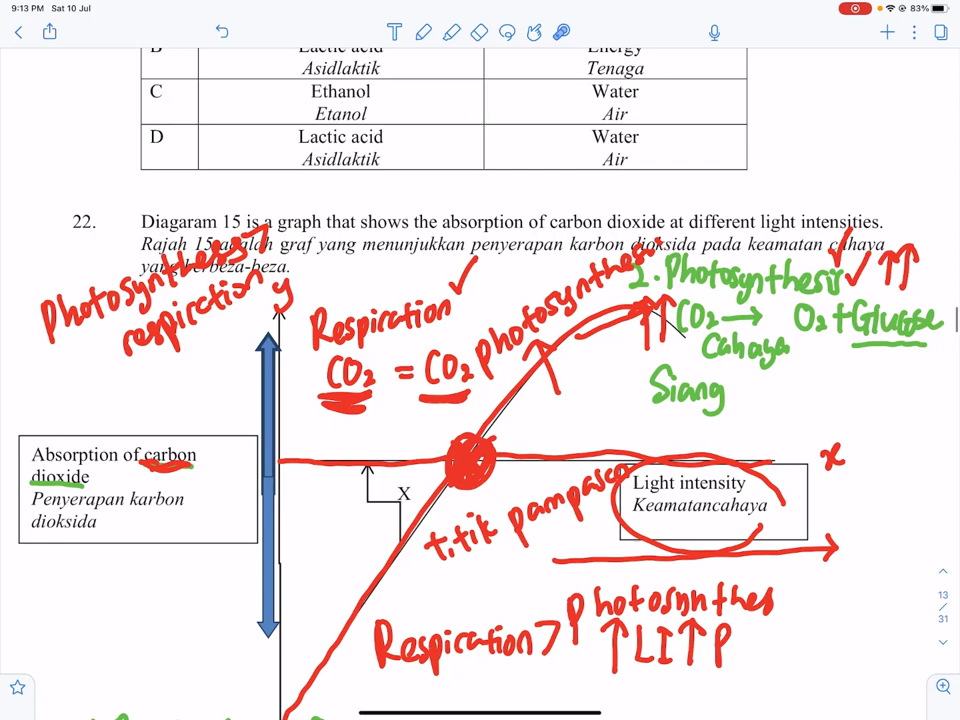 9:13 PM Sat 10 Jul
83%
B Lactic acid Energy
Asidlaktik Tenaga
C Ethanol Water
Etanol Air
D Lactic acid Water
Asidlaktik Air
22. Diagaram 15 is a graph that shows the absorption of carbon dioxide at different light intensities.
Rajah 15 adalah graf yang menunjukkan penyerapan karbon dioksida pada keamatan cahaya
yang berbeza-beza.
Photosynthesis >
respiration
y
Respiration ✓
CO₂ = CO₂ photosynthesis
2. Photosynthesis ✓ ✓ ↑↑
CO₂ → O₂ + Glucose
Cahaya
Siang
Absorption of carbon
dioxide
Penyerapan karbon
dioksida
X
x
Light intensity
Keamatancahaya
titik pampasan
Respiration > Photosynthes
↑ LI ↑ P
13
/
31